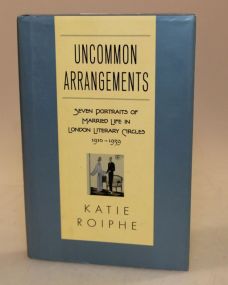 UNCOMMON
ARRANGEMENTS
SEVEN PORTRAITS OF
MARRIED LIFE IN
LONDON LITERARY CIRCLES
1910–1939
KATIE
ROIPHE